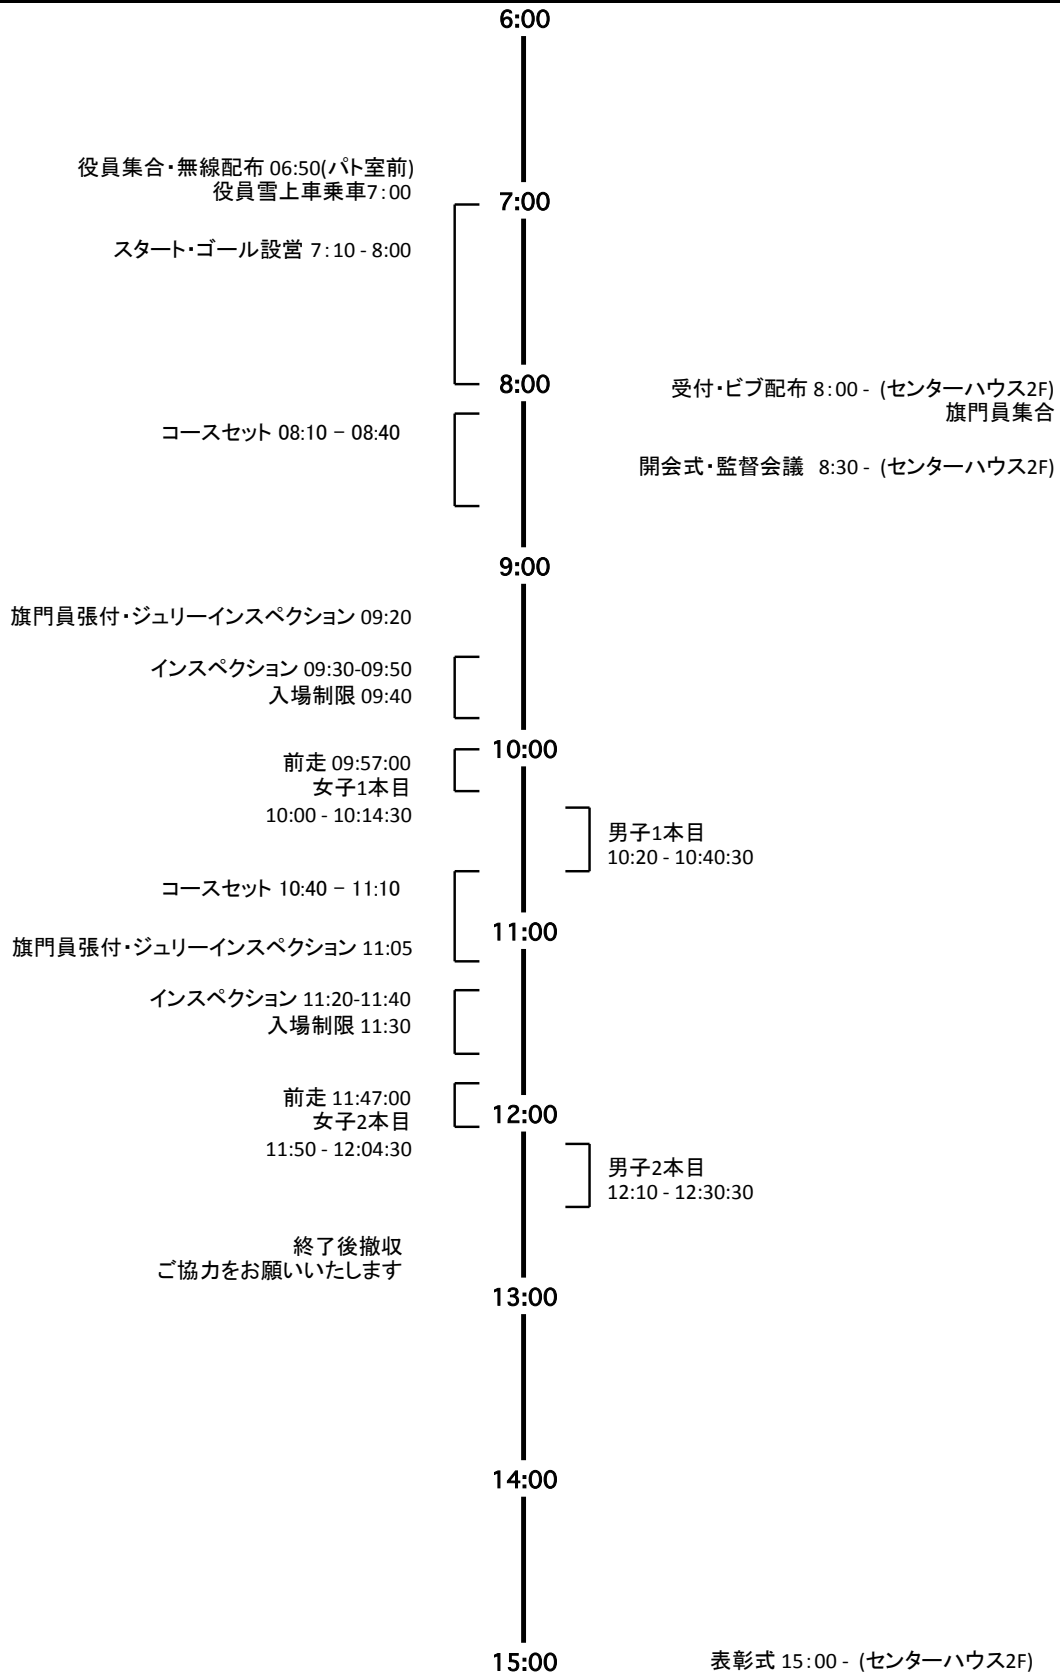 6:00
役員集合・無線配布 06:50(パト室前)
役員雪上車乗車7:00
7:00
スタート・ゴール設営 7:10 - 8:00
8:00
受付・ビブ配布 8:00 - (センターハウス2F)
旗門員集合
コースセット 08:10 – 08:40
開会式・監督会議 8:30 - (センターハウス2F)
9:00
旗門員張付・ジュリーインスペクション 09:20
インスペクション 09:30-09:50
入場制限 09:40
10:00
前走 09:57:00
女子1本目
10:00 - 10:14:30
男子1本目
10:20 - 10:40:30
コースセット 10:40 – 11:10
11:00
旗門員張付・ジュリーインスペクション 11:05
インスペクション 11:20-11:40
入場制限 11:30
前走 11:47:00
女子2本目
12:00
11:50 - 12:04:30
男子2本目
12:10 - 12:30:30
終了後撤収
ご協力をお願いいたします
13:00
14:00
15:00
表彰式 15:00 - (センターハウス2F)